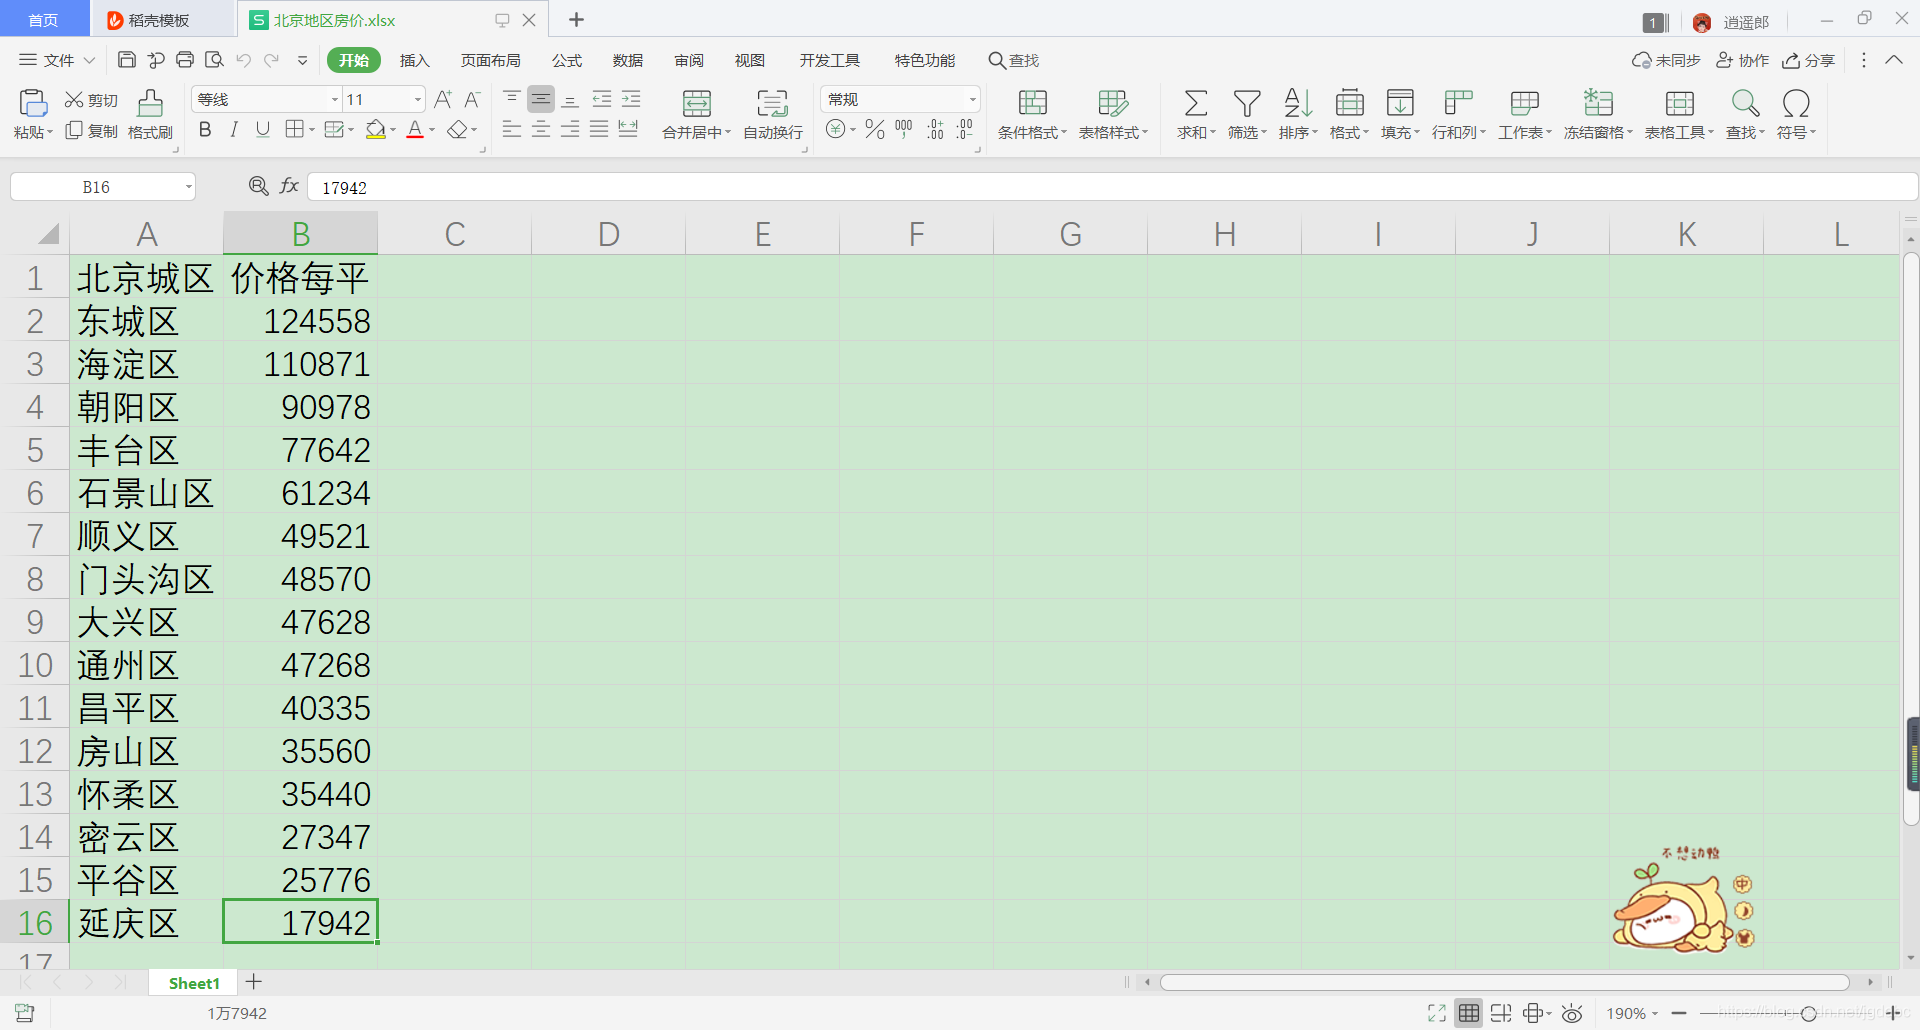 首页 稻壳模板 S 北京地区房价.xlsx 1 逍遥郎
文件 开始 插入 页面布局 公式 数据 审阅 视图 开发工具 特色功能 查找 未同步 协作 分享
粘贴 剪切 复制 格式刷 等线 11 合并居中 自动换行 常规 条件格式 表格样式 求和 筛选 排序 格式 填充 行和列 工作表 冻结窗格 表格工具 查找 符号
B16 fx 17942
A B C D E F G H I J K L
1 北京城区 价格每平
2 东城区 124558
3 海淀区 110871
4 朝阳区 90978
5 丰台区 77642
6 石景山区 61234
7 顺义区 49521
8 门头沟区 48570
9 大兴区 47628
10 通州区 47268
11 昌平区 40335
12 房山区 35560
13 怀柔区 35440
14 密云区 27347
15 平谷区 25776
16 延庆区 17942
17
不想动鸭
中
Sheet1
1万7942 190%